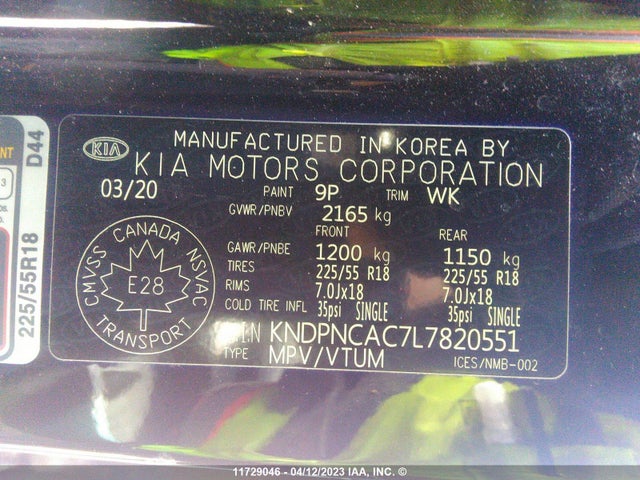 KIA
MANUFACTURED IN KOREA BY
KIA MOTORS CORPORATION
03/20 PAINT 9P TRIM WK
GVWR/PNBV 2165 kg
FRONT REAR
GAWR/PNBE 1200 kg 1150 kg
TIRES 225/55 R18 225/55 R18
RIMS 7.0Jx18 7.0Jx18
COLD TIRE INFL 35psi SINGLE 35psi SINGLE
CANADA
CMVSS NSVAC
E28
TRANSPORT
KNDPNCAC7L7820551
TYPE MPV/VTUM
ICES/NMB-002
225/55R18 D44
11729046 - 04/12/2023 IAA, INC. ©